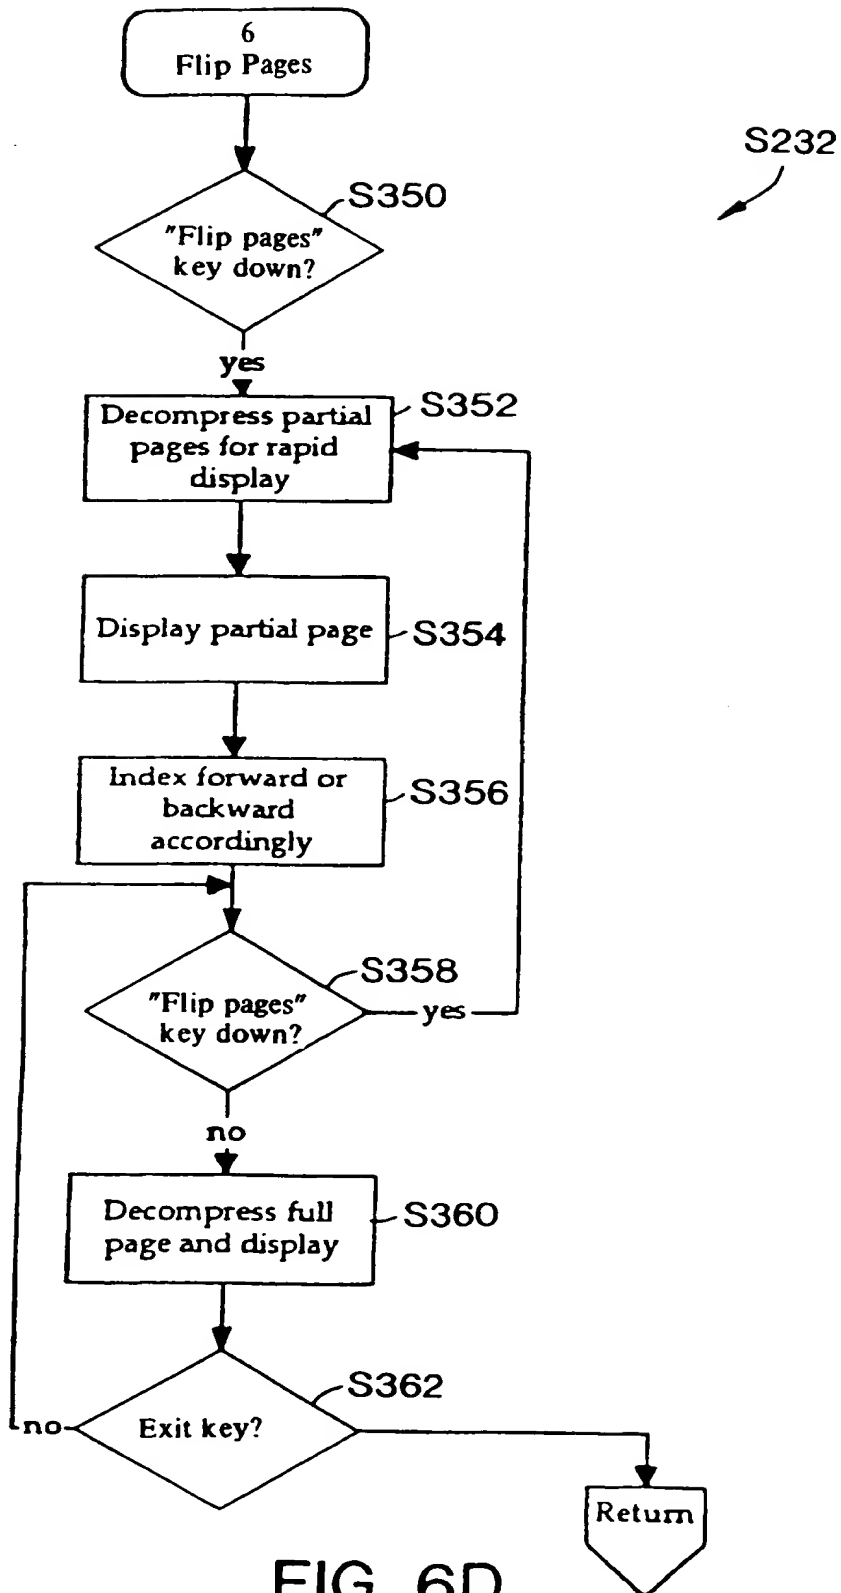 6
Flip Pages
S232
S350
"Flip pages"
key down?
yes
S352
Decompress partial
pages for rapid
display
Display partial page
S354
Index forward or
backward
accordingly
S356
S358
"Flip pages"
key down?
yes
no
Decompress full
page and display
S360
S362
Exit key?
no
Return
FIG. 6D